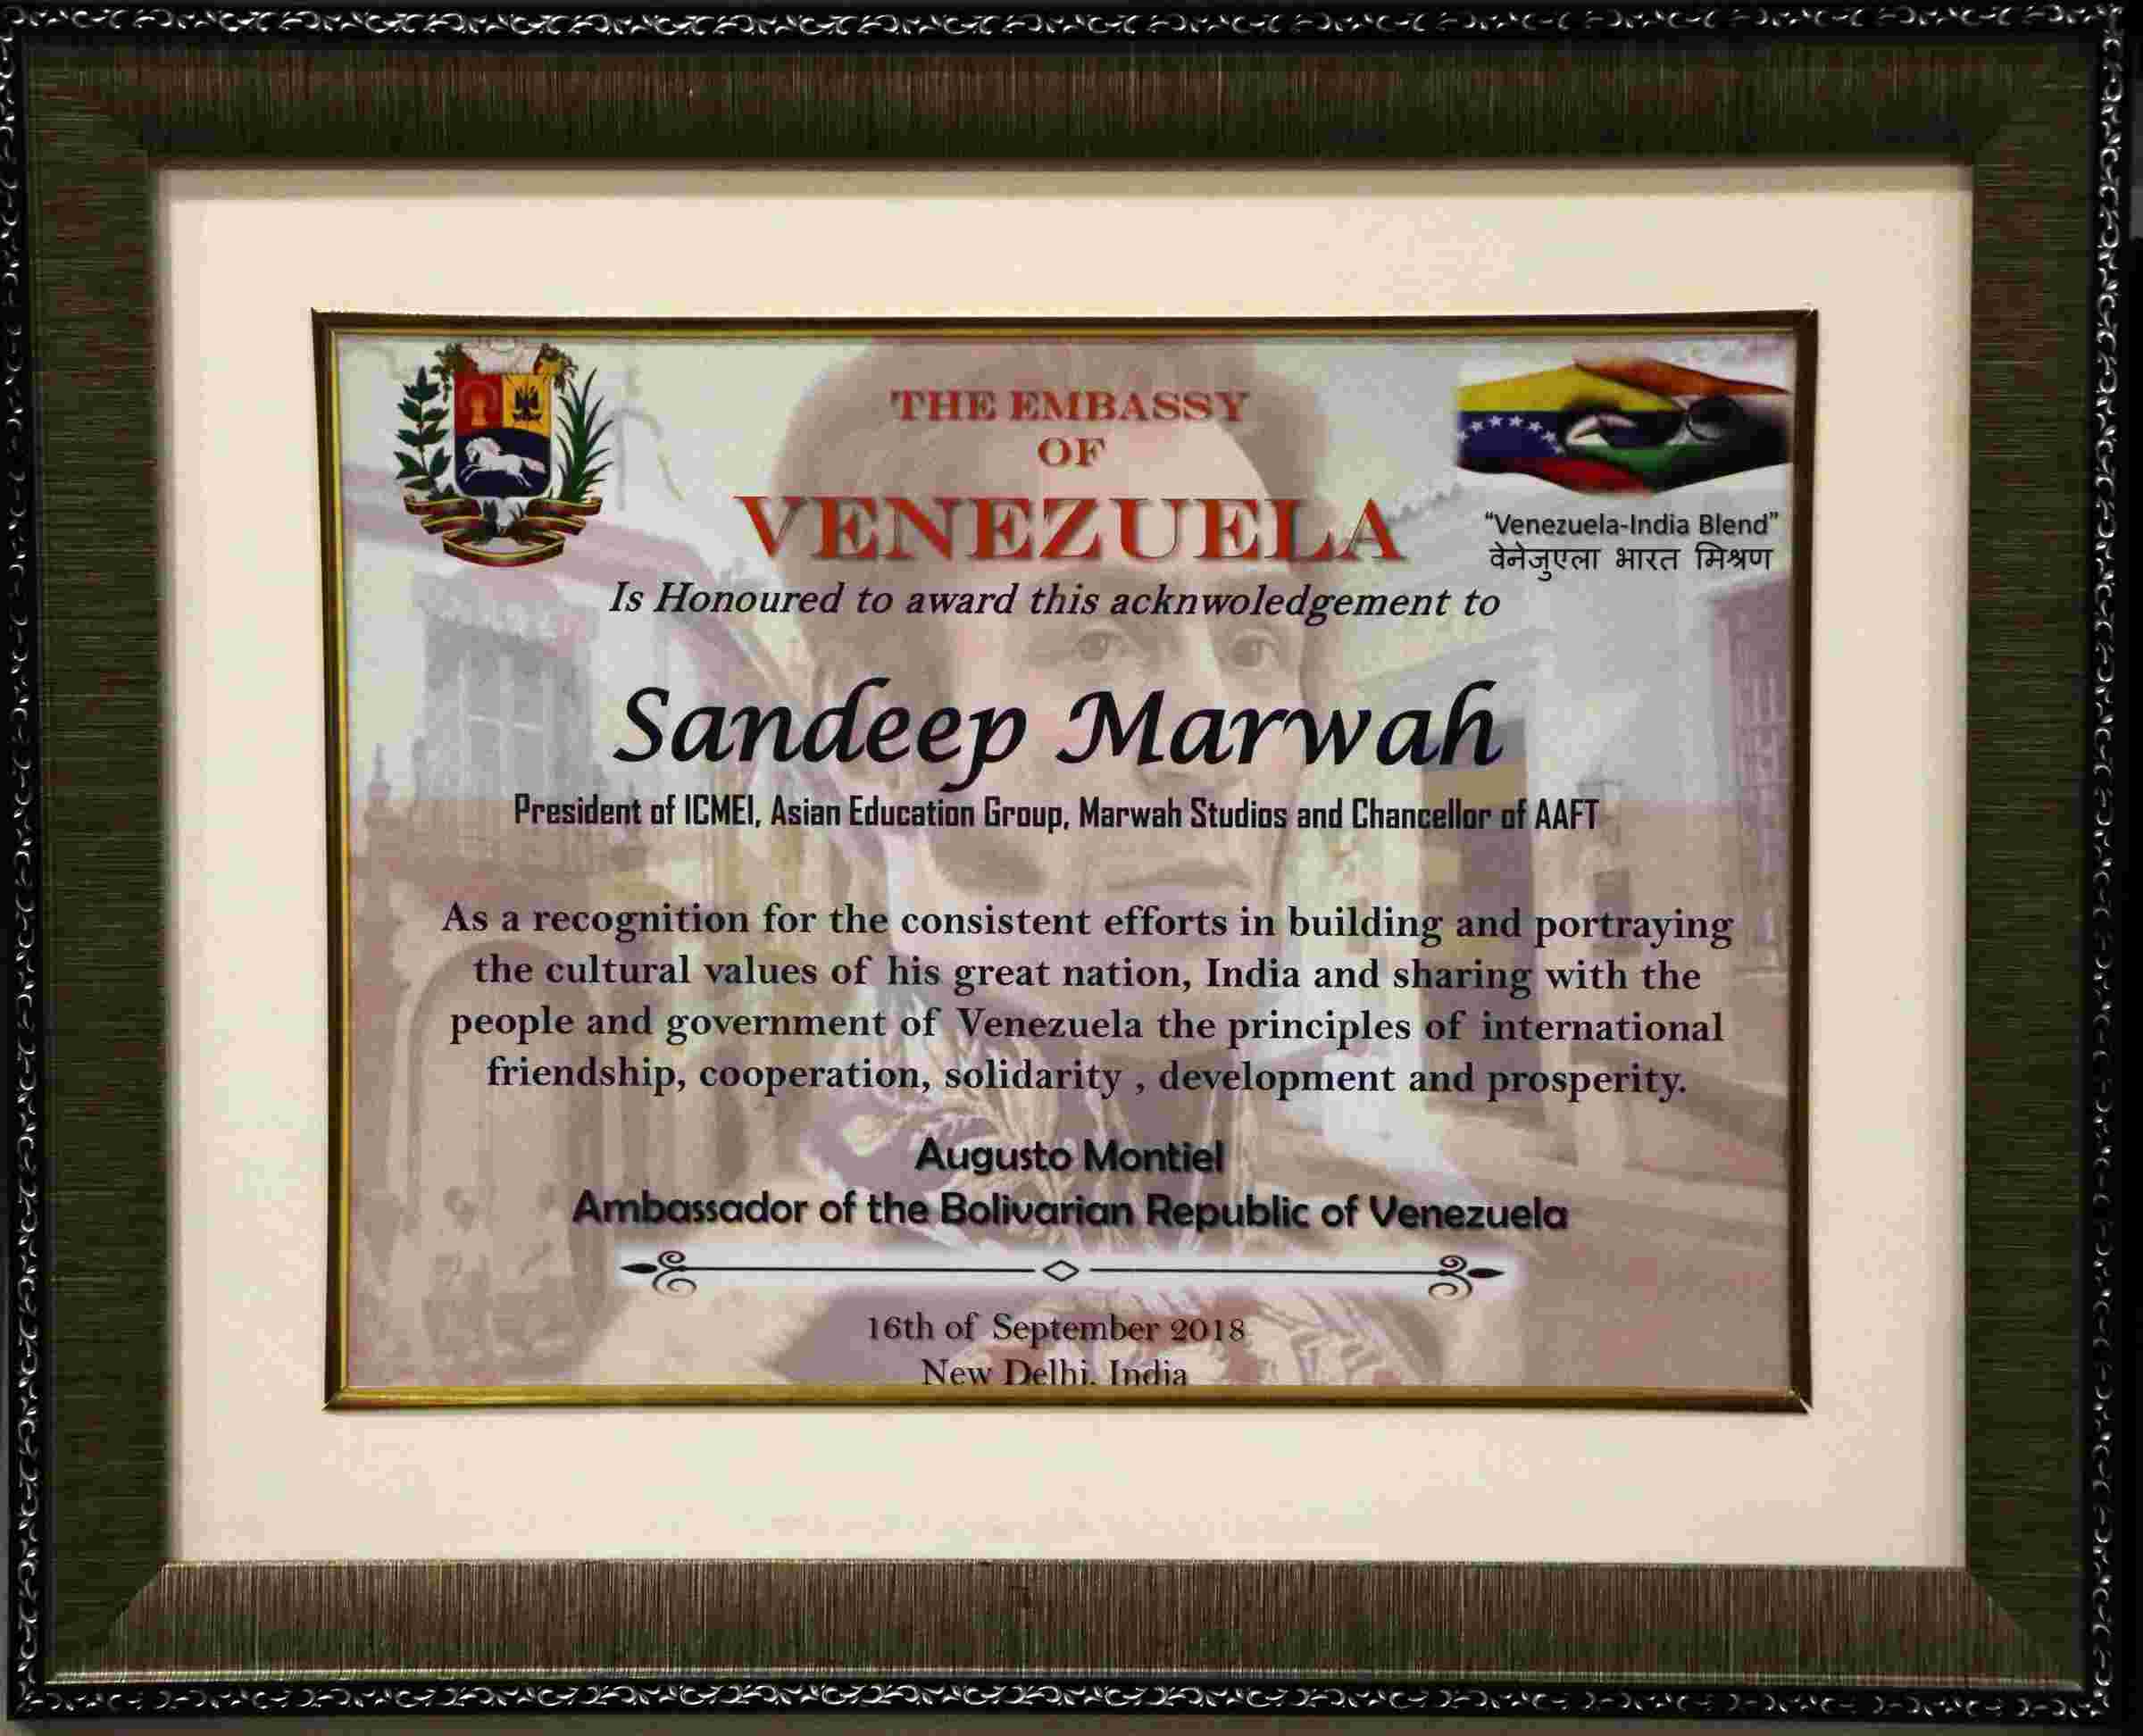 THE EMBASSY
OF
VENEZUELA
"Venezuela-India Blend"
वेनेजुएला भारत मिश्रण
Is Honoured to award this acknwoledgement to
Sandeep Marwah
President of ICMEI, Asian Education Group, Marwah Studios and Chancellor of AAFT
As a recognition for the consistent efforts in building and portraying
the cultural values of his great nation, India and sharing with the
people and government of Venezuela the principles of international
friendship, cooperation, solidarity , development and prosperity.
Augusto Montiel
Ambassador of the Bolivarian Republic of Venezuela
16th of September 2018
New Delhi, India